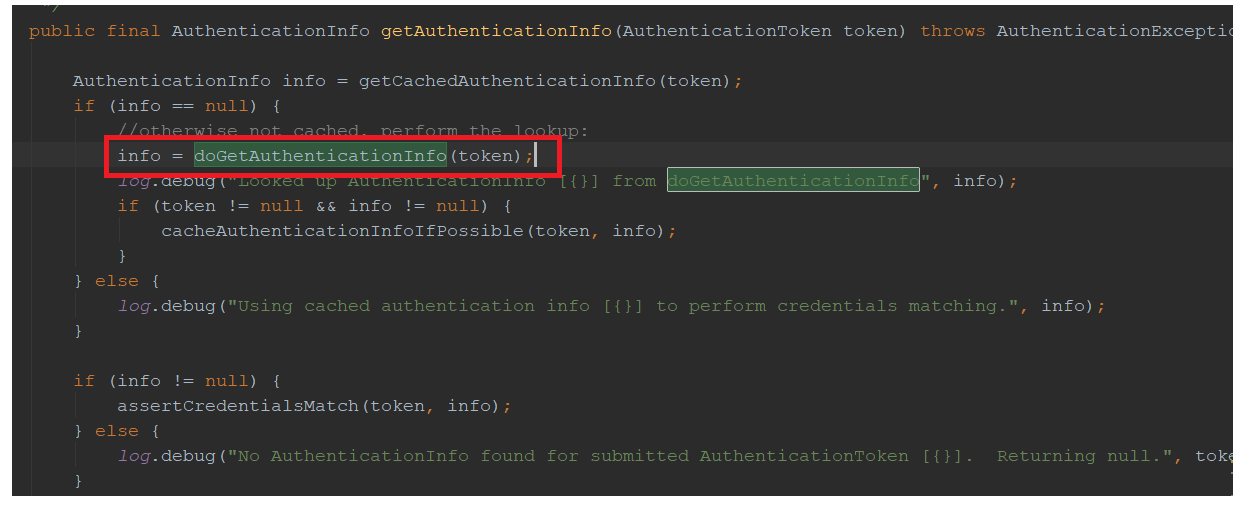 */
public final AuthenticationInfo getAuthenticationInfo(AuthenticationToken token) throws AuthenticationExceptio
AuthenticationInfo info = getCachedAuthenticationInfo(token);
if (info == null) {
//otherwise not cached, perform the lookup:
info = doGetAuthenticationInfo(token);
log.debug("Looked up AuthenticationInfo [{}] from doGetAuthenticationInfo", info);
if (token != null && info != null) {
cacheAuthenticationInfoIfPossible(token, info);
}
} else {
log.debug("Using cached authentication info [{}] to perform credentials matching.", info);
}
if (info != null) {
assertCredentialsMatch(token, info);
} else {
log.debug("No AuthenticationInfo found for submitted AuthenticationToken [{}].  Returning null.", toke
}